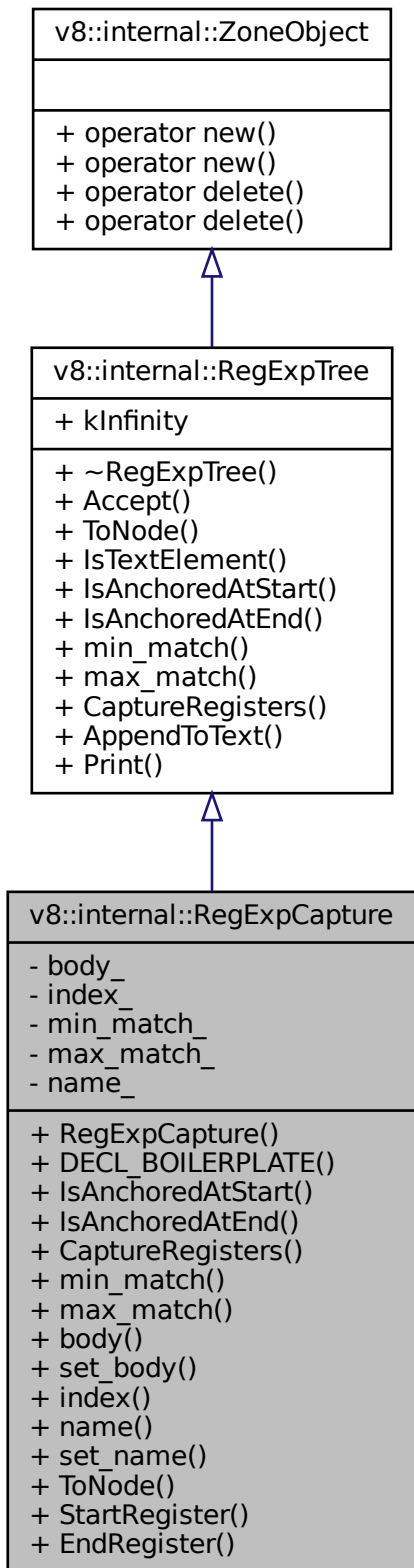 v8::internal::ZoneObject
+ operator new()
+ operator new()
+ operator delete()
+ operator delete()
v8::internal::RegExpTree
+ kInfinity
+ ~RegExpTree()
+ Accept()
+ ToNode()
+ IsTextElement()
+ IsAnchoredAtStart()
+ IsAnchoredAtEnd()
+ min_match()
+ max_match()
+ CaptureRegisters()
+ AppendToText()
+ Print()
v8::internal::RegExpCapture
- body_
- index_
- min_match_
- max_match_
- name_
+ RegExpCapture()
+ DECL_BOILERPLATE()
+ IsAnchoredAtStart()
+ IsAnchoredAtEnd()
+ CaptureRegisters()
+ min_match()
+ max_match()
+ body()
+ set_body()
+ index()
+ name()
+ set_name()
+ ToNode()
+ StartRegister()
+ EndRegister()